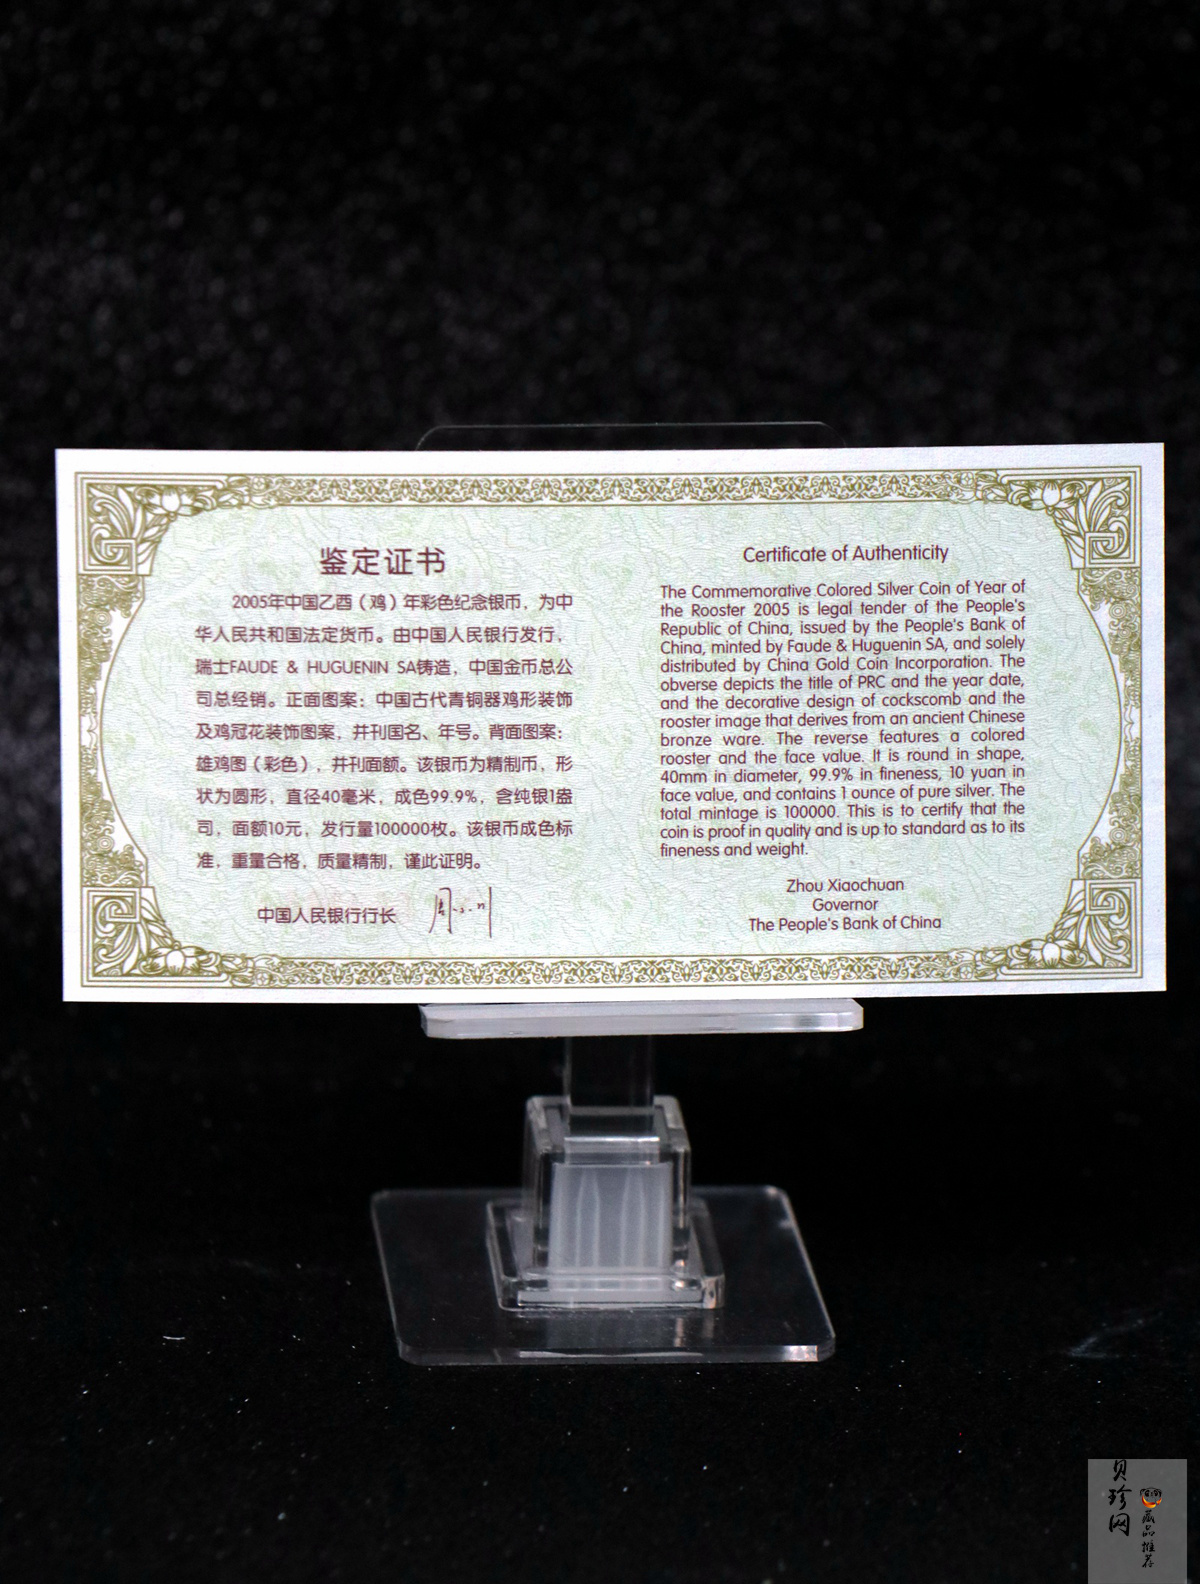 鉴定证书
2005年中国乙酉（鸡）年彩色纪念银币，为中
华人民共和国法定货币。由中国人民银行发行，
瑞士FAUDE & HUGUENIN SA铸造，中国金币总公
司总经销。正面图案：中国古代青铜器鸡形装饰
及鸡冠花装饰图案，并刊国名、年号。背面图案：
雄鸡图（彩色），并刊面额。该银币为精制币，形
状为圆形，直径40毫米，成色99.9%，含纯银1盎
司，面额10元，发行量100000枚。该银币成色标
准，重量合格，质量精制，谨此证明。
中国人民银行行长
Certificate of Authenticity
The Commemorative Colored Silver Coin of Year of
the Rooster 2005 is legal tender of the People's
Republic of China, issued by the People's Bank of
China, minted by Faude & Huguenin SA, and solely
distributed by China Gold Coin Incorporation. The
obverse depicts the title of PRC and the year date,
and the decorative design of cockscomb and the
rooster image that derives from an ancient Chinese
bronze ware. The reverse features a colored
rooster and the face value. It is round in shape,
40mm in diameter, 99.9% in fineness, 10 yuan in
face value, and contains 1 ounce of pure silver. The
total mintage is 100000. This is to certify that the
coin is proof in quality and is up to standard as to its
fineness and weight.
Zhou Xiaochuan
Governor
The People's Bank of China
贝珍网
藏品推荐